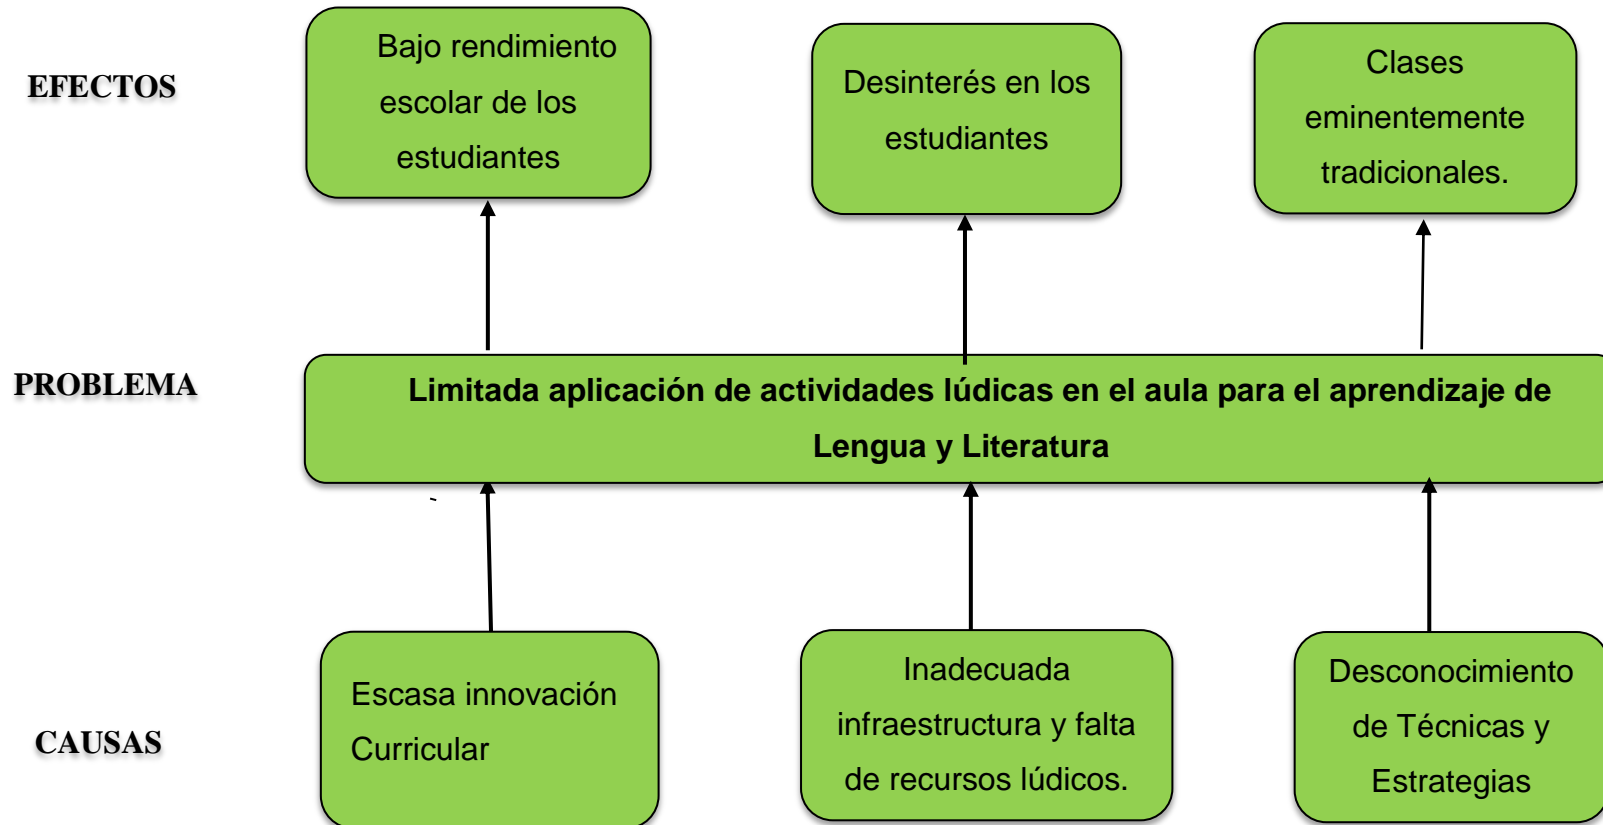 EFECTOS
Bajo rendimiento
escolar de los
estudiantes
Desinterés en los
estudiantes
Clases
eminentemente
tradicionales.
PROBLEMA
Limitada aplicación de actividades lúdicas en el aula para el aprendizaje de
Lengua y Literatura
CAUSAS
Escasa innovación
Curricular
Inadecuada
infraestructura y falta
de recursos lúdicos.
Desconocimiento
de Técnicas y
Estrategias